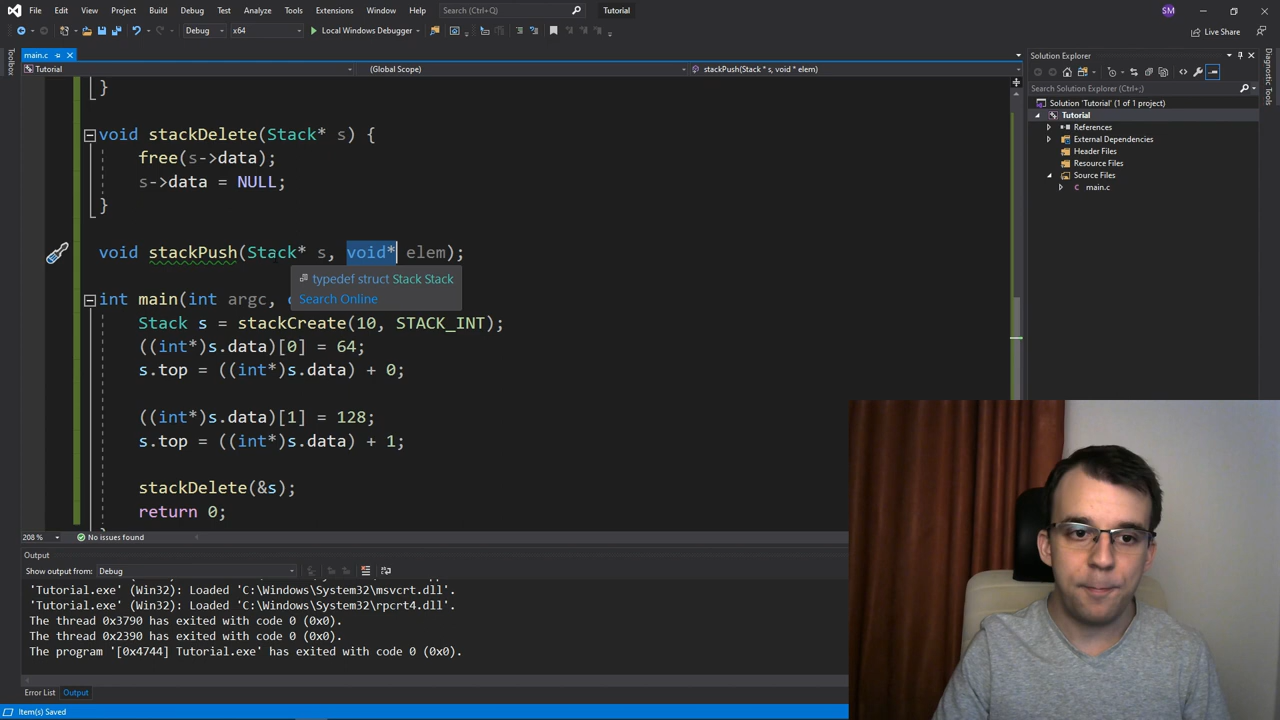 File Edit View Git Project Build Debug Test Analyze Tools Extensions Window Help Search (Ctrl+Q) Tutorial SM
Debug x64 Local Windows Debugger Live Share
Toolbox
main.c
Tutorial (Global Scope) stackPush(Stack * s, void * elem)
}
void stackDelete(Stack* s) {
free(s->data);
s->data = NULL;
}
void stackPush(Stack* s, void* elem);
typedef struct Stack Stack
Search Online
int main(int argc, c
Stack s = stackCreate(10, STACK_INT);
((int*)s.data)[0] = 64;
s.top = ((int*)s.data) + 0;
((int*)s.data)[1] = 128;
s.top = ((int*)s.data) + 1;
stackDelete(&s);
return 0;
208 % No issues found
Output
Show output from: Debug
'Tutorial.exe' (Win32): Loaded 'C:\Windows\System32\msvcrt.dll'.
'Tutorial.exe' (Win32): Loaded 'C:\Windows\System32\rpcrt4.dll'.
The thread 0x3790 has exited with code 0 (0x0).
The thread 0x2390 has exited with code 0 (0x0).
The program '[0x4744] Tutorial.exe' has exited with code 0 (0x0).
Error List Output
Item(s) Saved
Solution Explorer
Search Solution Explorer (Ctrl+;)
Solution 'Tutorial' (1 of 1 project)
Tutorial
References
External Dependencies
Header Files
Resource Files
Source Files
main.c
Diagnostic Tools